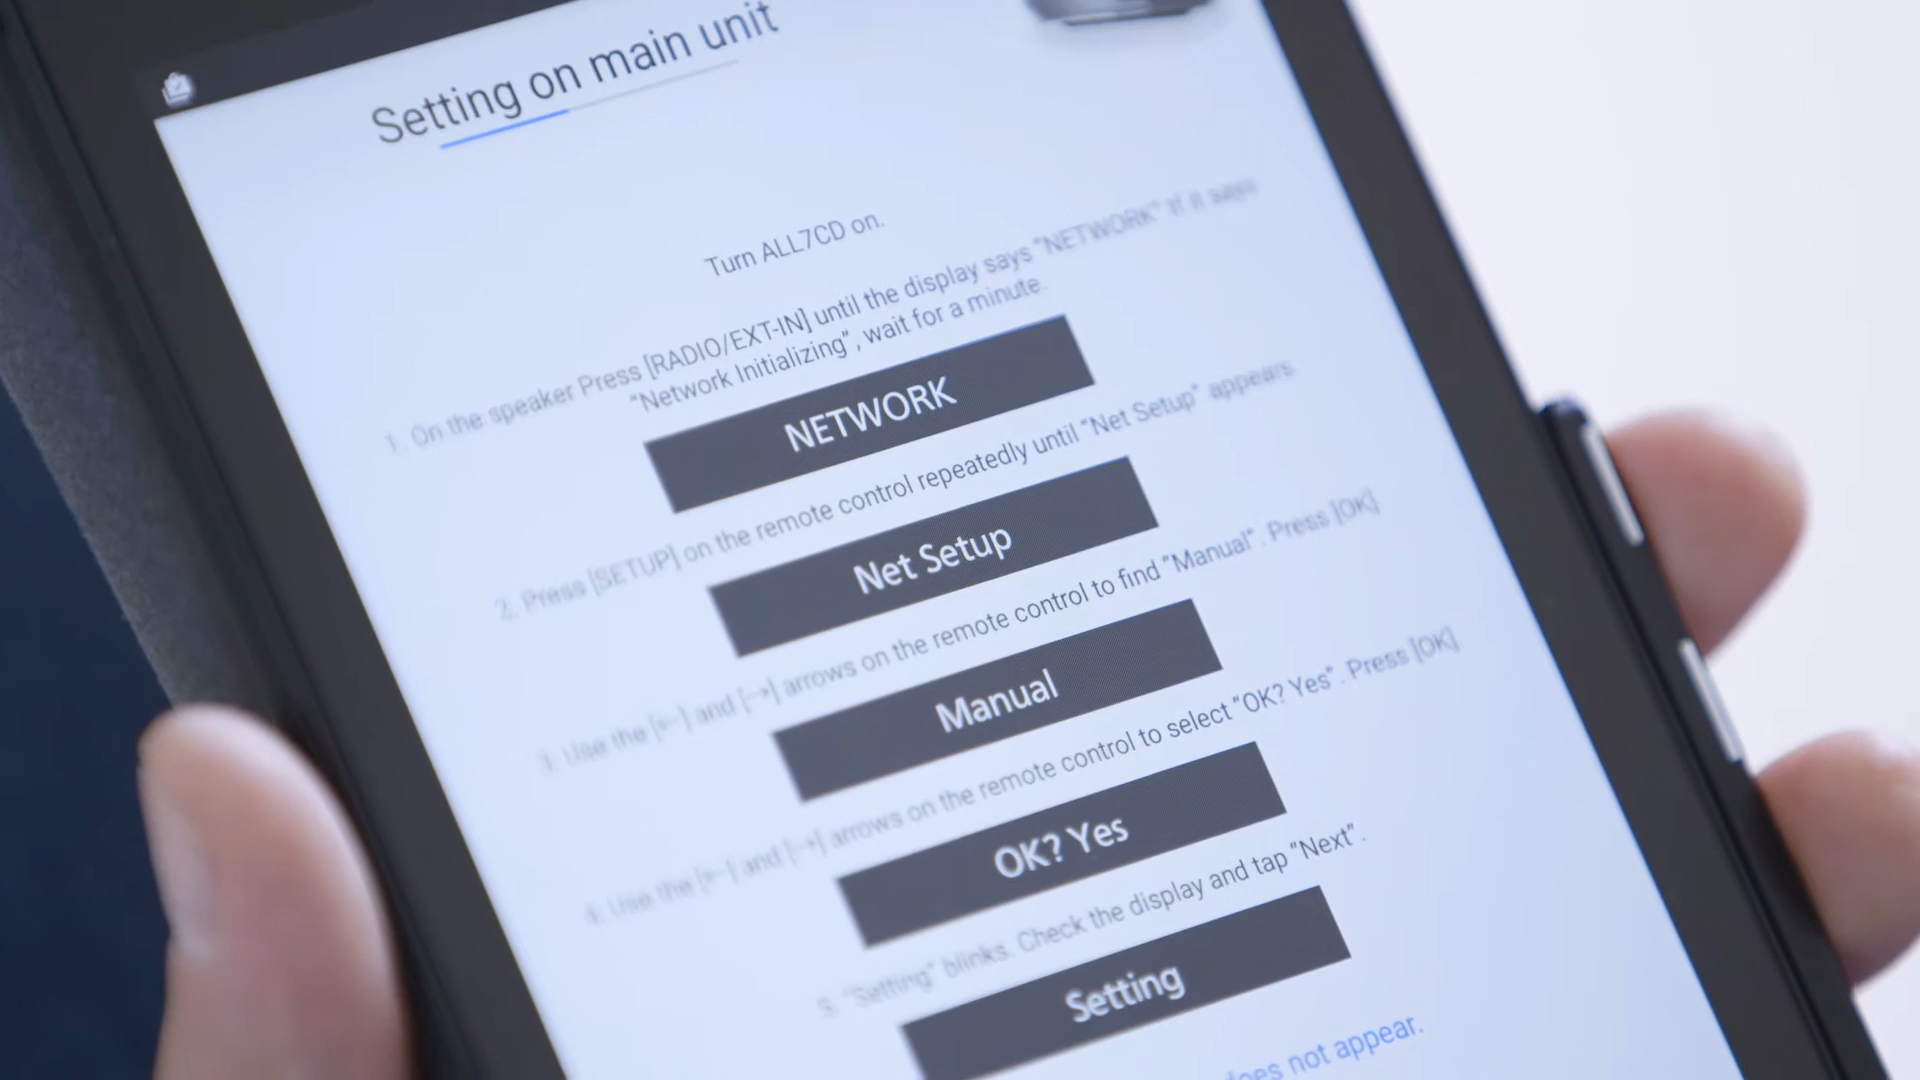 Setting on main unit
Turn ALL7CD on.
1. On the speaker Press [RADIO/EXT-IN] until the display says "NETWORK" If it says
"Network Initializing", wait for a minute.
NETWORK
2. Press [SETUP] on the remote control repeatedly until "Net Setup" appears.
Net Setup
3. Use the [←] and [→] arrows on the remote control to find "Manual". Press [OK].
Manual
4. Use the [←] and [→] arrows on the remote control to select "OK? Yes". Press [OK].
OK? Yes
5. "Setting" blinks. Check the display and tap "Next".
Setting
does not appear.